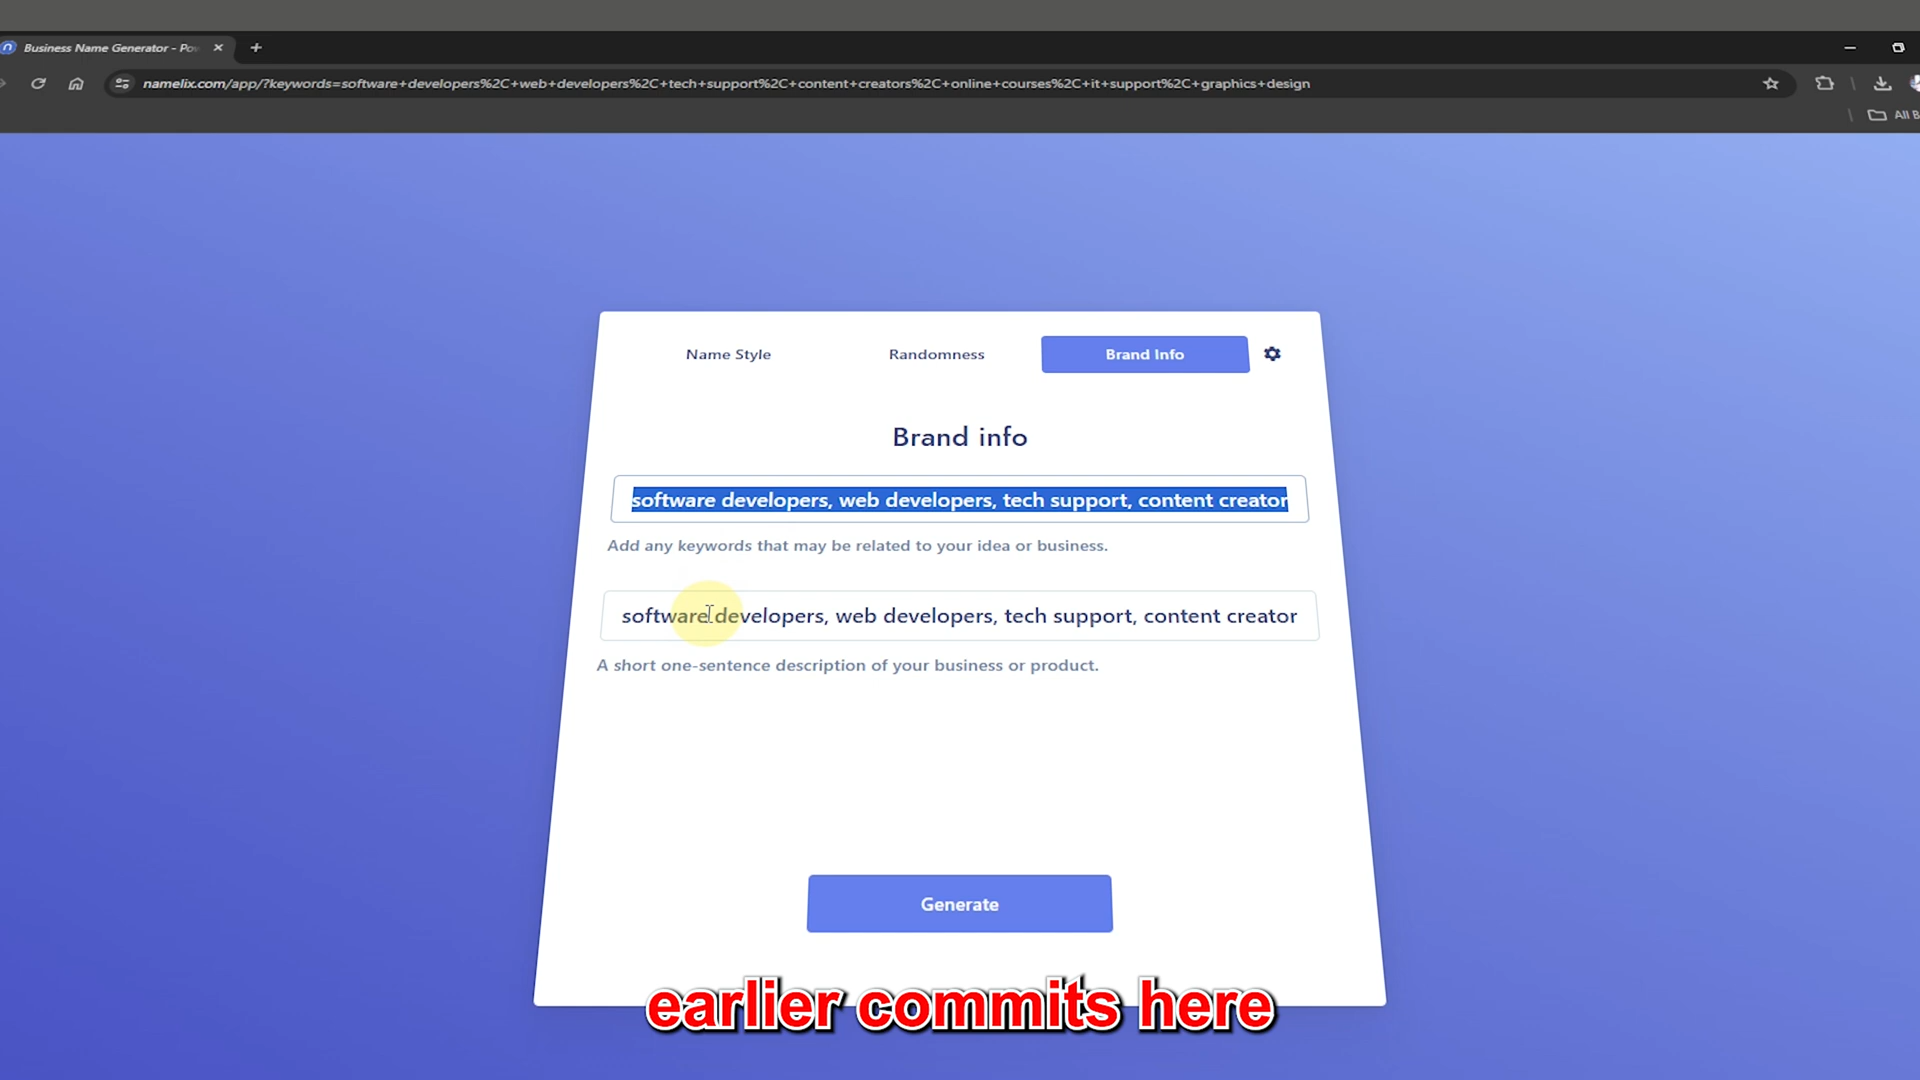 Business Name Generator - Pow
namelix.com/app/?keywords=software+developers%2C+web+developers%2C+tech+support%2C+content+creators%2C+online+courses%2C+it+support%2C+graphics+design
All B
Name Style
Randomness
Brand Info
Brand info
software developers, web developers, tech support, content creator
Add any keywords that may be related to your idea or business.
software developers, web developers, tech support, content creator
A short one-sentence description of your business or product.
Generate
earlier commits here